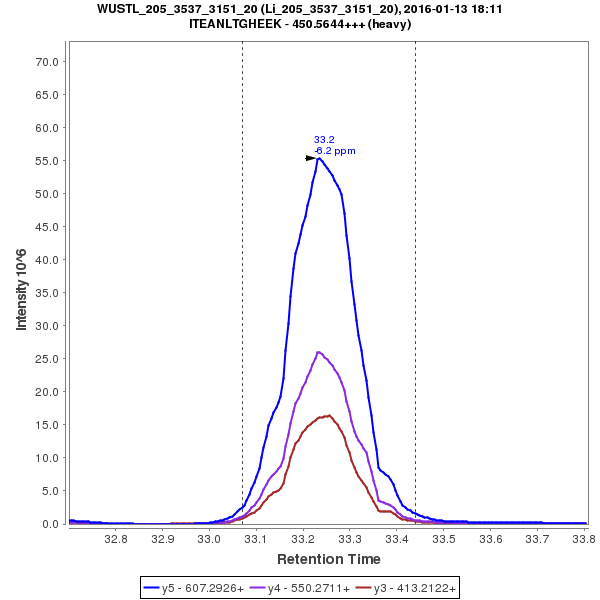 WUSTL_205_3537_3151_20 (Li_205_3537_3151_20), 2016-01-13 18:11
ITEANLTGHEEK - 450.5644+++ (heavy)
70.0
65.0
60.0
55.0
50.0
45.0
40.0
35.0
30.0
25.0
20.0
15.0
10.0
5.0
0.0
Intensity 10^6
33.2
-6.2 ppm
32.8 32.9 33.0 33.1 33.2 33.3 33.4 33.5 33.6 33.7 33.8
Retention Time
y5 - 607.2926+ y4 - 550.2711+ y3 - 413.2122+